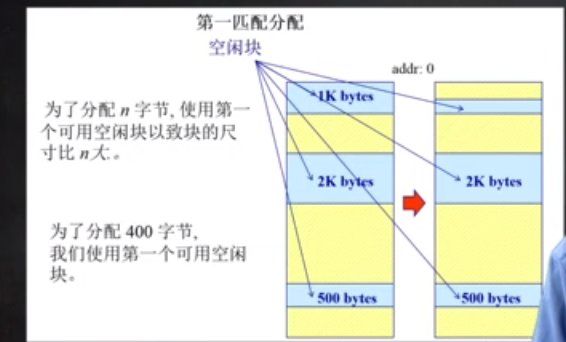 第一匹配分配
空闲块
addr: 0
为了分配 n 字节, 使用第一
个可用空闲块以致块的尺
寸比 n大:。
为了分配 400 字节,
我们使用第一个可用空闲
块。
1K bytes
2K bytes
500 bytes
2K bytes
500 bytes